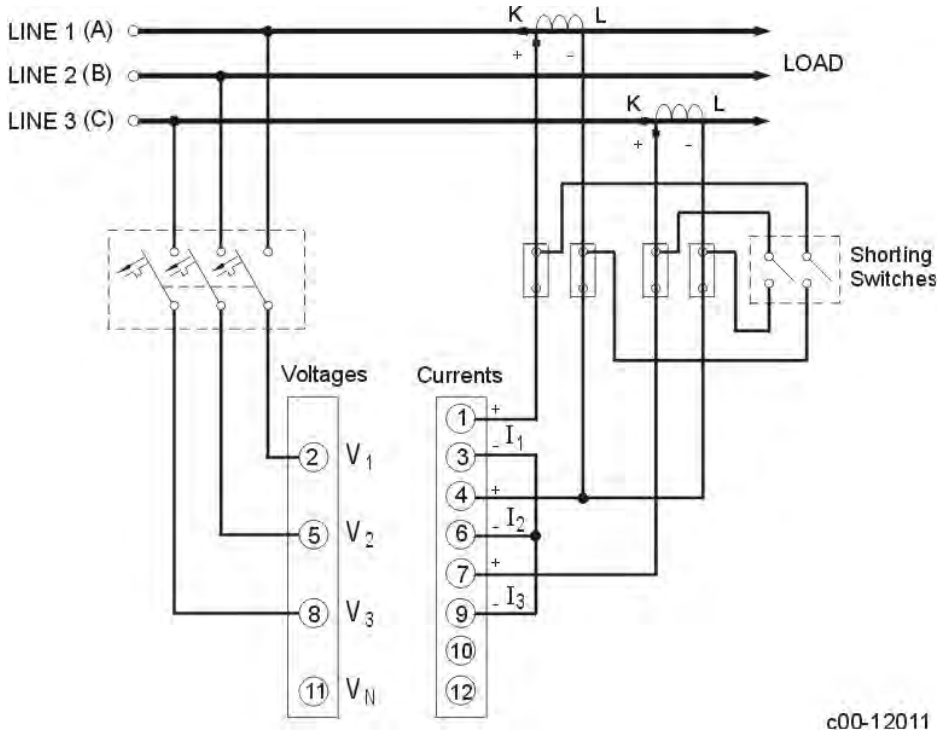 LINE 1 (A)
LINE 2 (B)
LINE 3 (C)
K
L
+
-
LOAD
K
L
+
-
Shorting
Switches
Voltages
2
V1
5
V2
8
V3
11
VN
Currents
1
+
I1
3
-
4
+
I2
6
-
7
+
I3
9
-
10
12
c00-12011